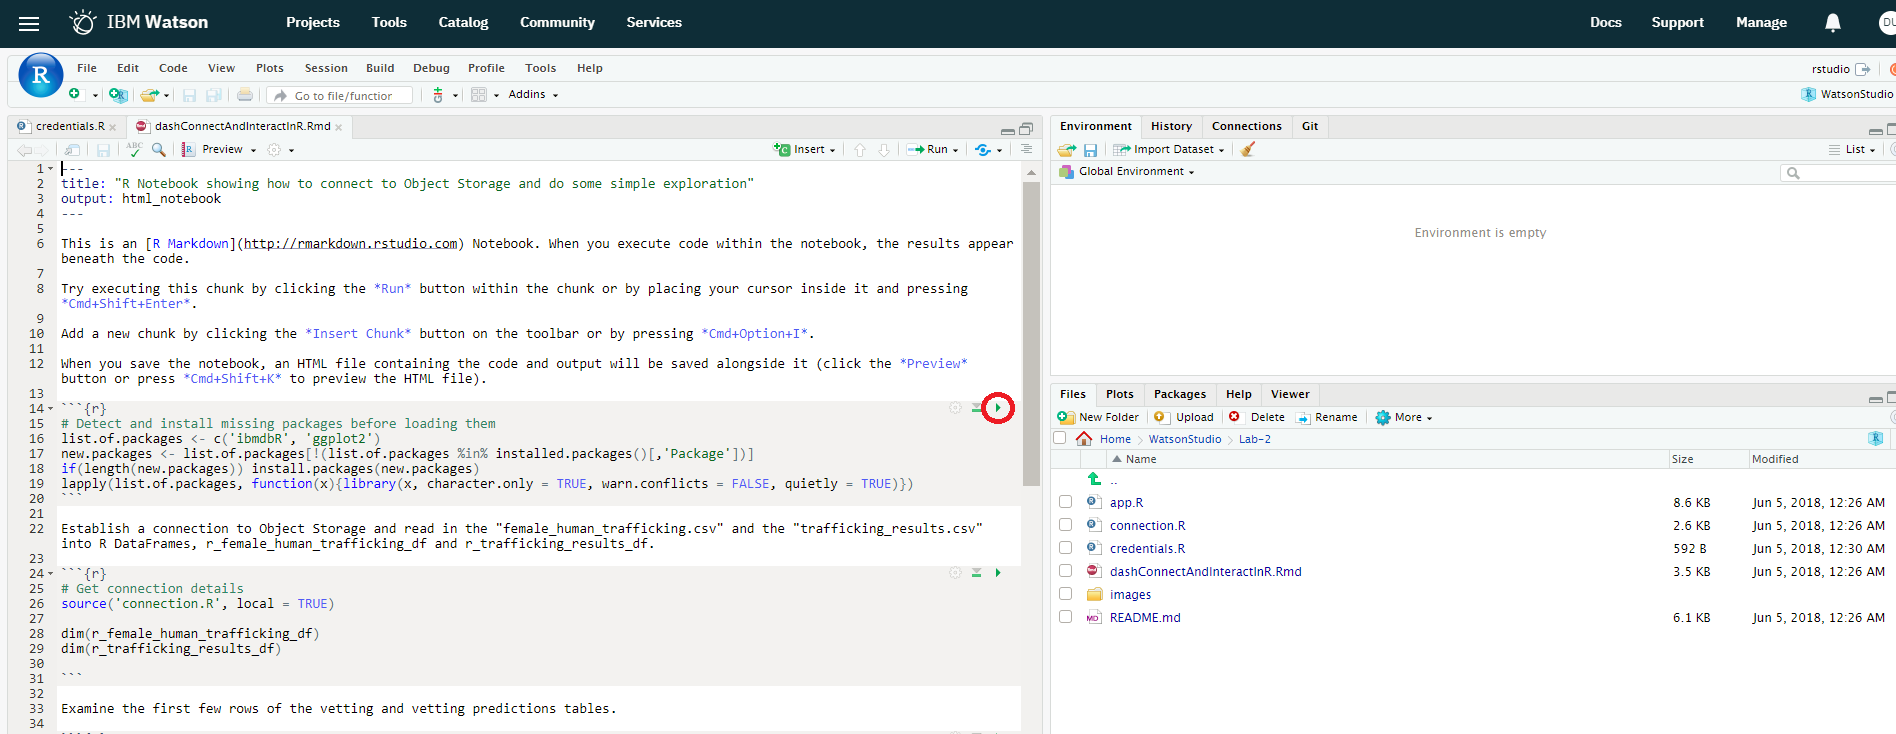 IBM Watson Projects Tools Catalog Community Services Docs Support Manage DU
R File Edit Code View Plots Session Build Debug Profile Tools Help rstudio
Go to file/function Addins WatsonStudio
credentials.R dashConnectAndInteractInR.Rmd
ABC Preview Insert Run
1 ---
2 title: "R Notebook showing how to connect to Object Storage and do some simple exploration"
3 output: html_notebook
4 ---
5
6 This is an [R Markdown](http://rmarkdown.rstudio.com) Notebook. When you execute code within the notebook, the results appear
beneath the code.
7
8 Try executing this chunk by clicking the *Run* button within the chunk or by placing your cursor inside it and pressing
*Cmd+Shift+Enter*.
9
10 Add a new chunk by clicking the *Insert Chunk* button on the toolbar or by pressing *Cmd+Option+I*.
11
12 When you save the notebook, an HTML file containing the code and output will be saved alongside it (click the *Preview*
button or press *Cmd+Shift+K* to preview the HTML file).
13
14 ```{r}
15 # Detect and install missing packages before loading them
16 list.of.packages <- c('ibmdbR', 'ggplot2')
17 new.packages <- list.of.packages[!(list.of.packages %in% installed.packages()[,'Package'])]
18 if(length(new.packages)) install.packages(new.packages)
19 lapply(list.of.packages, function(x){library(x, character.only = TRUE, warn.conflicts = FALSE, quietly = TRUE)})
20 ```
21
22 Establish a connection to Object Storage and read in the "female_human_trafficking.csv" and the "trafficking_results.csv"
into R DataFrames, r_female_human_trafficking_df and r_trafficking_results_df.
23
24 ```{r}
25 # Get connection details
26 source('connection.R', local = TRUE)
27
28 dim(r_female_human_trafficking_df)
29 dim(r_trafficking_results_df)
30
31 ```
32
33 Examine the first few rows of the vetting and vetting predictions tables.
34
Environment History Connections Git
Import Dataset List
Global Environment
Environment is empty
Files Plots Packages Help Viewer
New Folder Upload Delete Rename More
Home WatsonStudio Lab-2
Name Size Modified
..
app.R 8.6 KB Jun 5, 2018, 12:26 AM
connection.R 2.6 KB Jun 5, 2018, 12:26 AM
credentials.R 592 B Jun 5, 2018, 12:30 AM
dashConnectAndInteractInR.Rmd 3.5 KB Jun 5, 2018, 12:26 AM
images
MD README.md 6.1 KB Jun 5, 2018, 12:26 AM